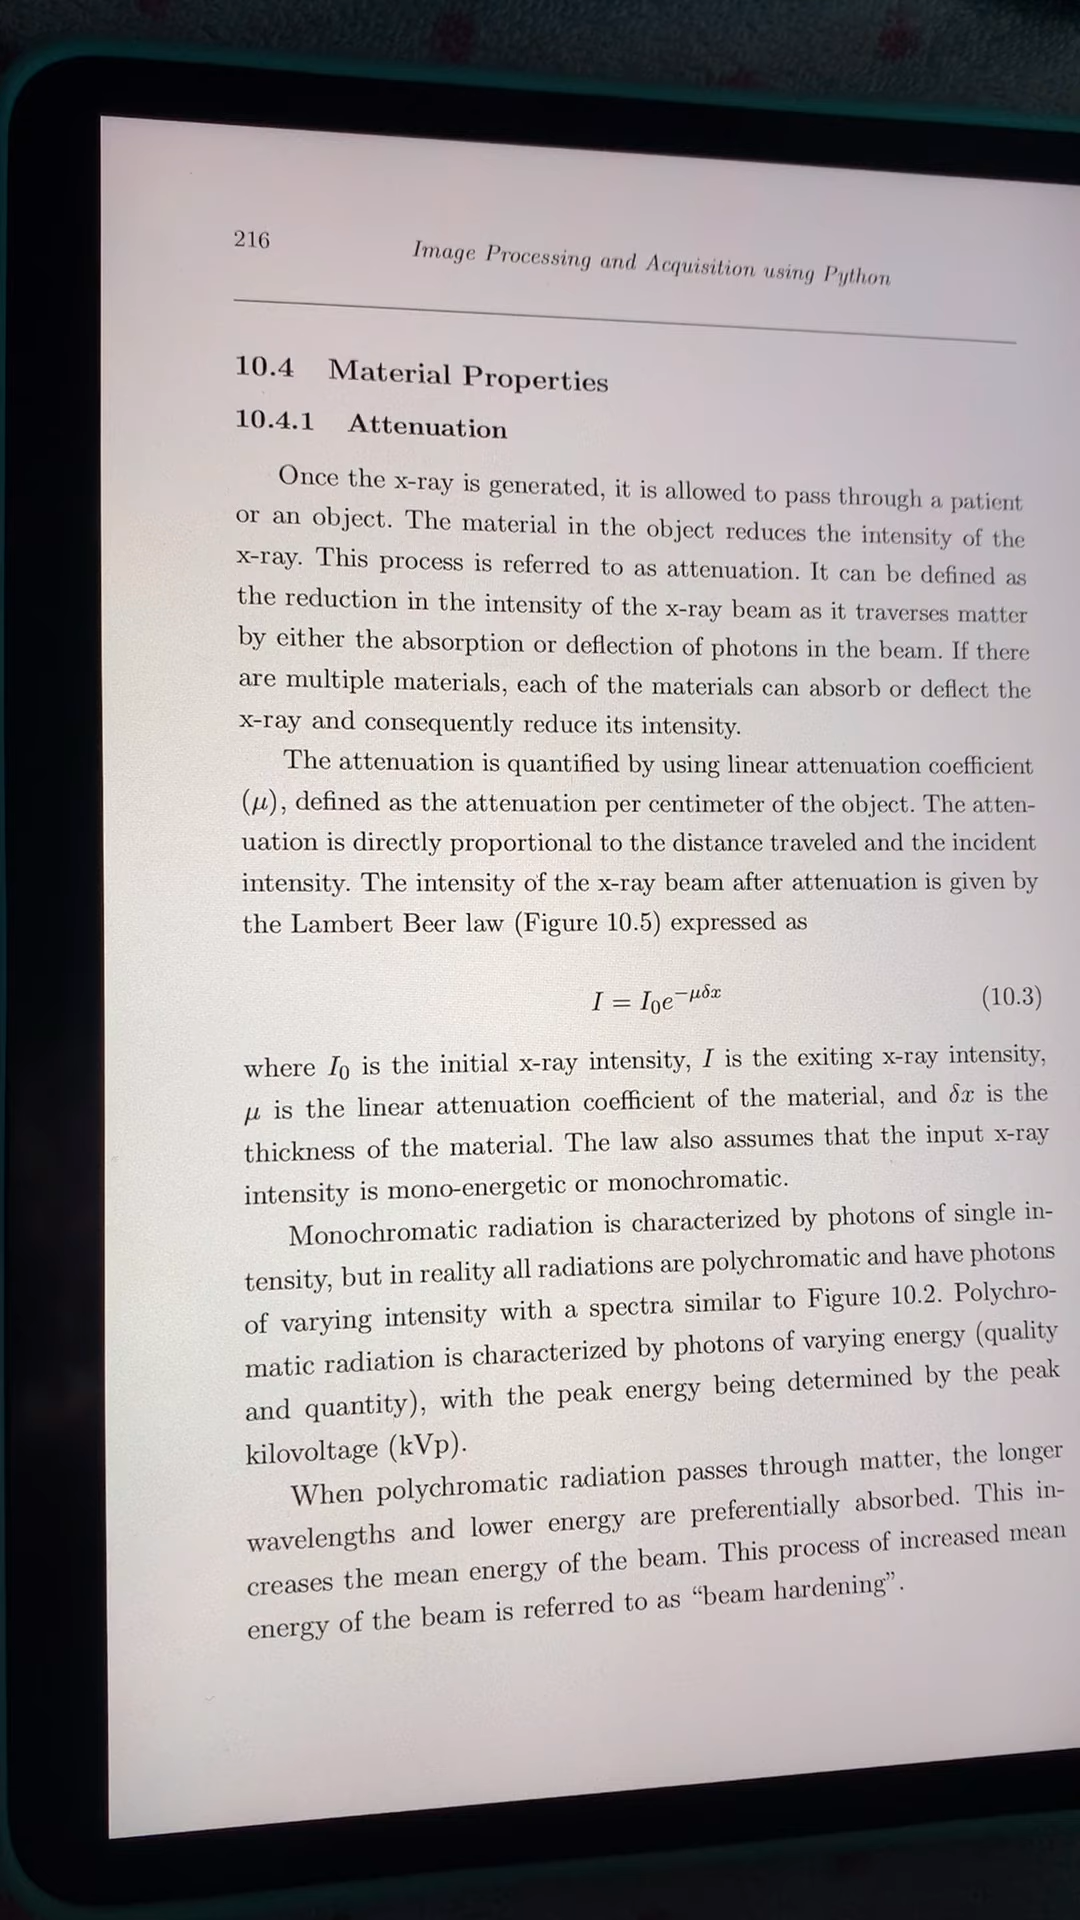 216
Image Processing and Acquisition using Python
10.4 Material Properties
10.4.1 Attenuation
Once the x-ray is generated, it is allowed to pass through a patient
or an object. The material in the object reduces the intensity of the
x-ray. This process is referred to as attenuation. It can be defined as
the reduction in the intensity of the x-ray beam as it traverses matter
by either the absorption or deflection of photons in the beam. If there
are multiple materials, each of the materials can absorb or deflect the
x-ray and consequently reduce its intensity.
The attenuation is quantified by using linear attenuation coefficient
(μ), defined as the attenuation per centimeter of the object. The atten-
uation is directly proportional to the distance traveled and the incident
intensity. The intensity of the x-ray beam after attenuation is given by
the Lambert Beer law (Figure 10.5) expressed as
I = I₀e^{−μδx} (10.3)
where I₀ is the initial x-ray intensity, I is the exiting x-ray intensity,
μ is the linear attenuation coefficient of the material, and δx is the
thickness of the material. The law also assumes that the input x-ray
intensity is mono-energetic or monochromatic.
Monochromatic radiation is characterized by photons of single in-
tensity, but in reality all radiations are polychromatic and have photons
of varying intensity with a spectra similar to Figure 10.2. Polychro-
matic radiation is characterized by photons of varying energy (quality
and quantity), with the peak energy being determined by the peak
kilovoltage (kVp).
When polychromatic radiation passes through matter, the longer
wavelengths and lower energy are preferentially absorbed. This in-
creases the mean energy of the beam. This process of increased mean
energy of the beam is referred to as “beam hardening”.